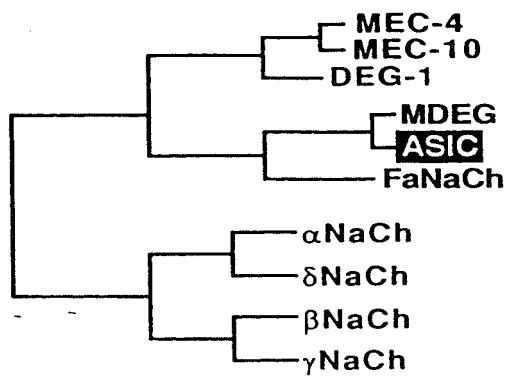 MEC-4
MEC-10
DEG-1
MDEG
ASIC
FaNaCh
αNaCh
δNaCh
βNaCh
γNaCh